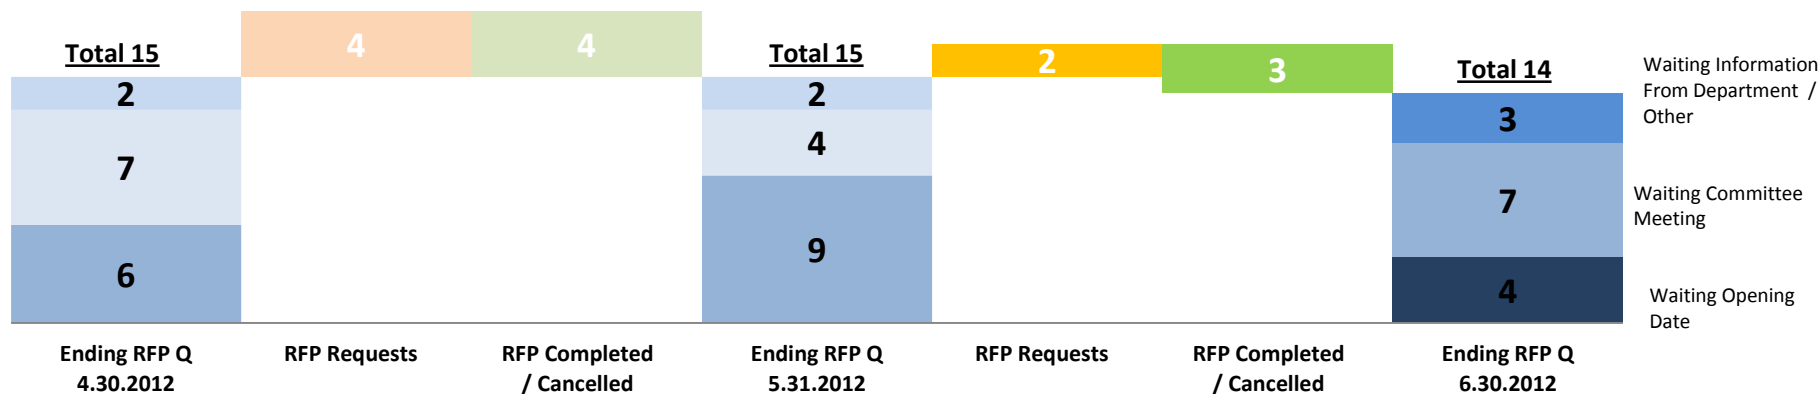 Total 15
4
4
Total 15
2
3
Total 14
Waiting Information
From Department /
Other
2
7
6
2
4
9
3
7
4
Waiting Committee
Meeting
Waiting Opening
Date
Ending RFP Q
4.30.2012
RFP Requests
RFP Completed
/ Cancelled
Ending RFP Q
5.31.2012
RFP Requests
RFP Completed
/ Cancelled
Ending RFP Q
6.30.2012